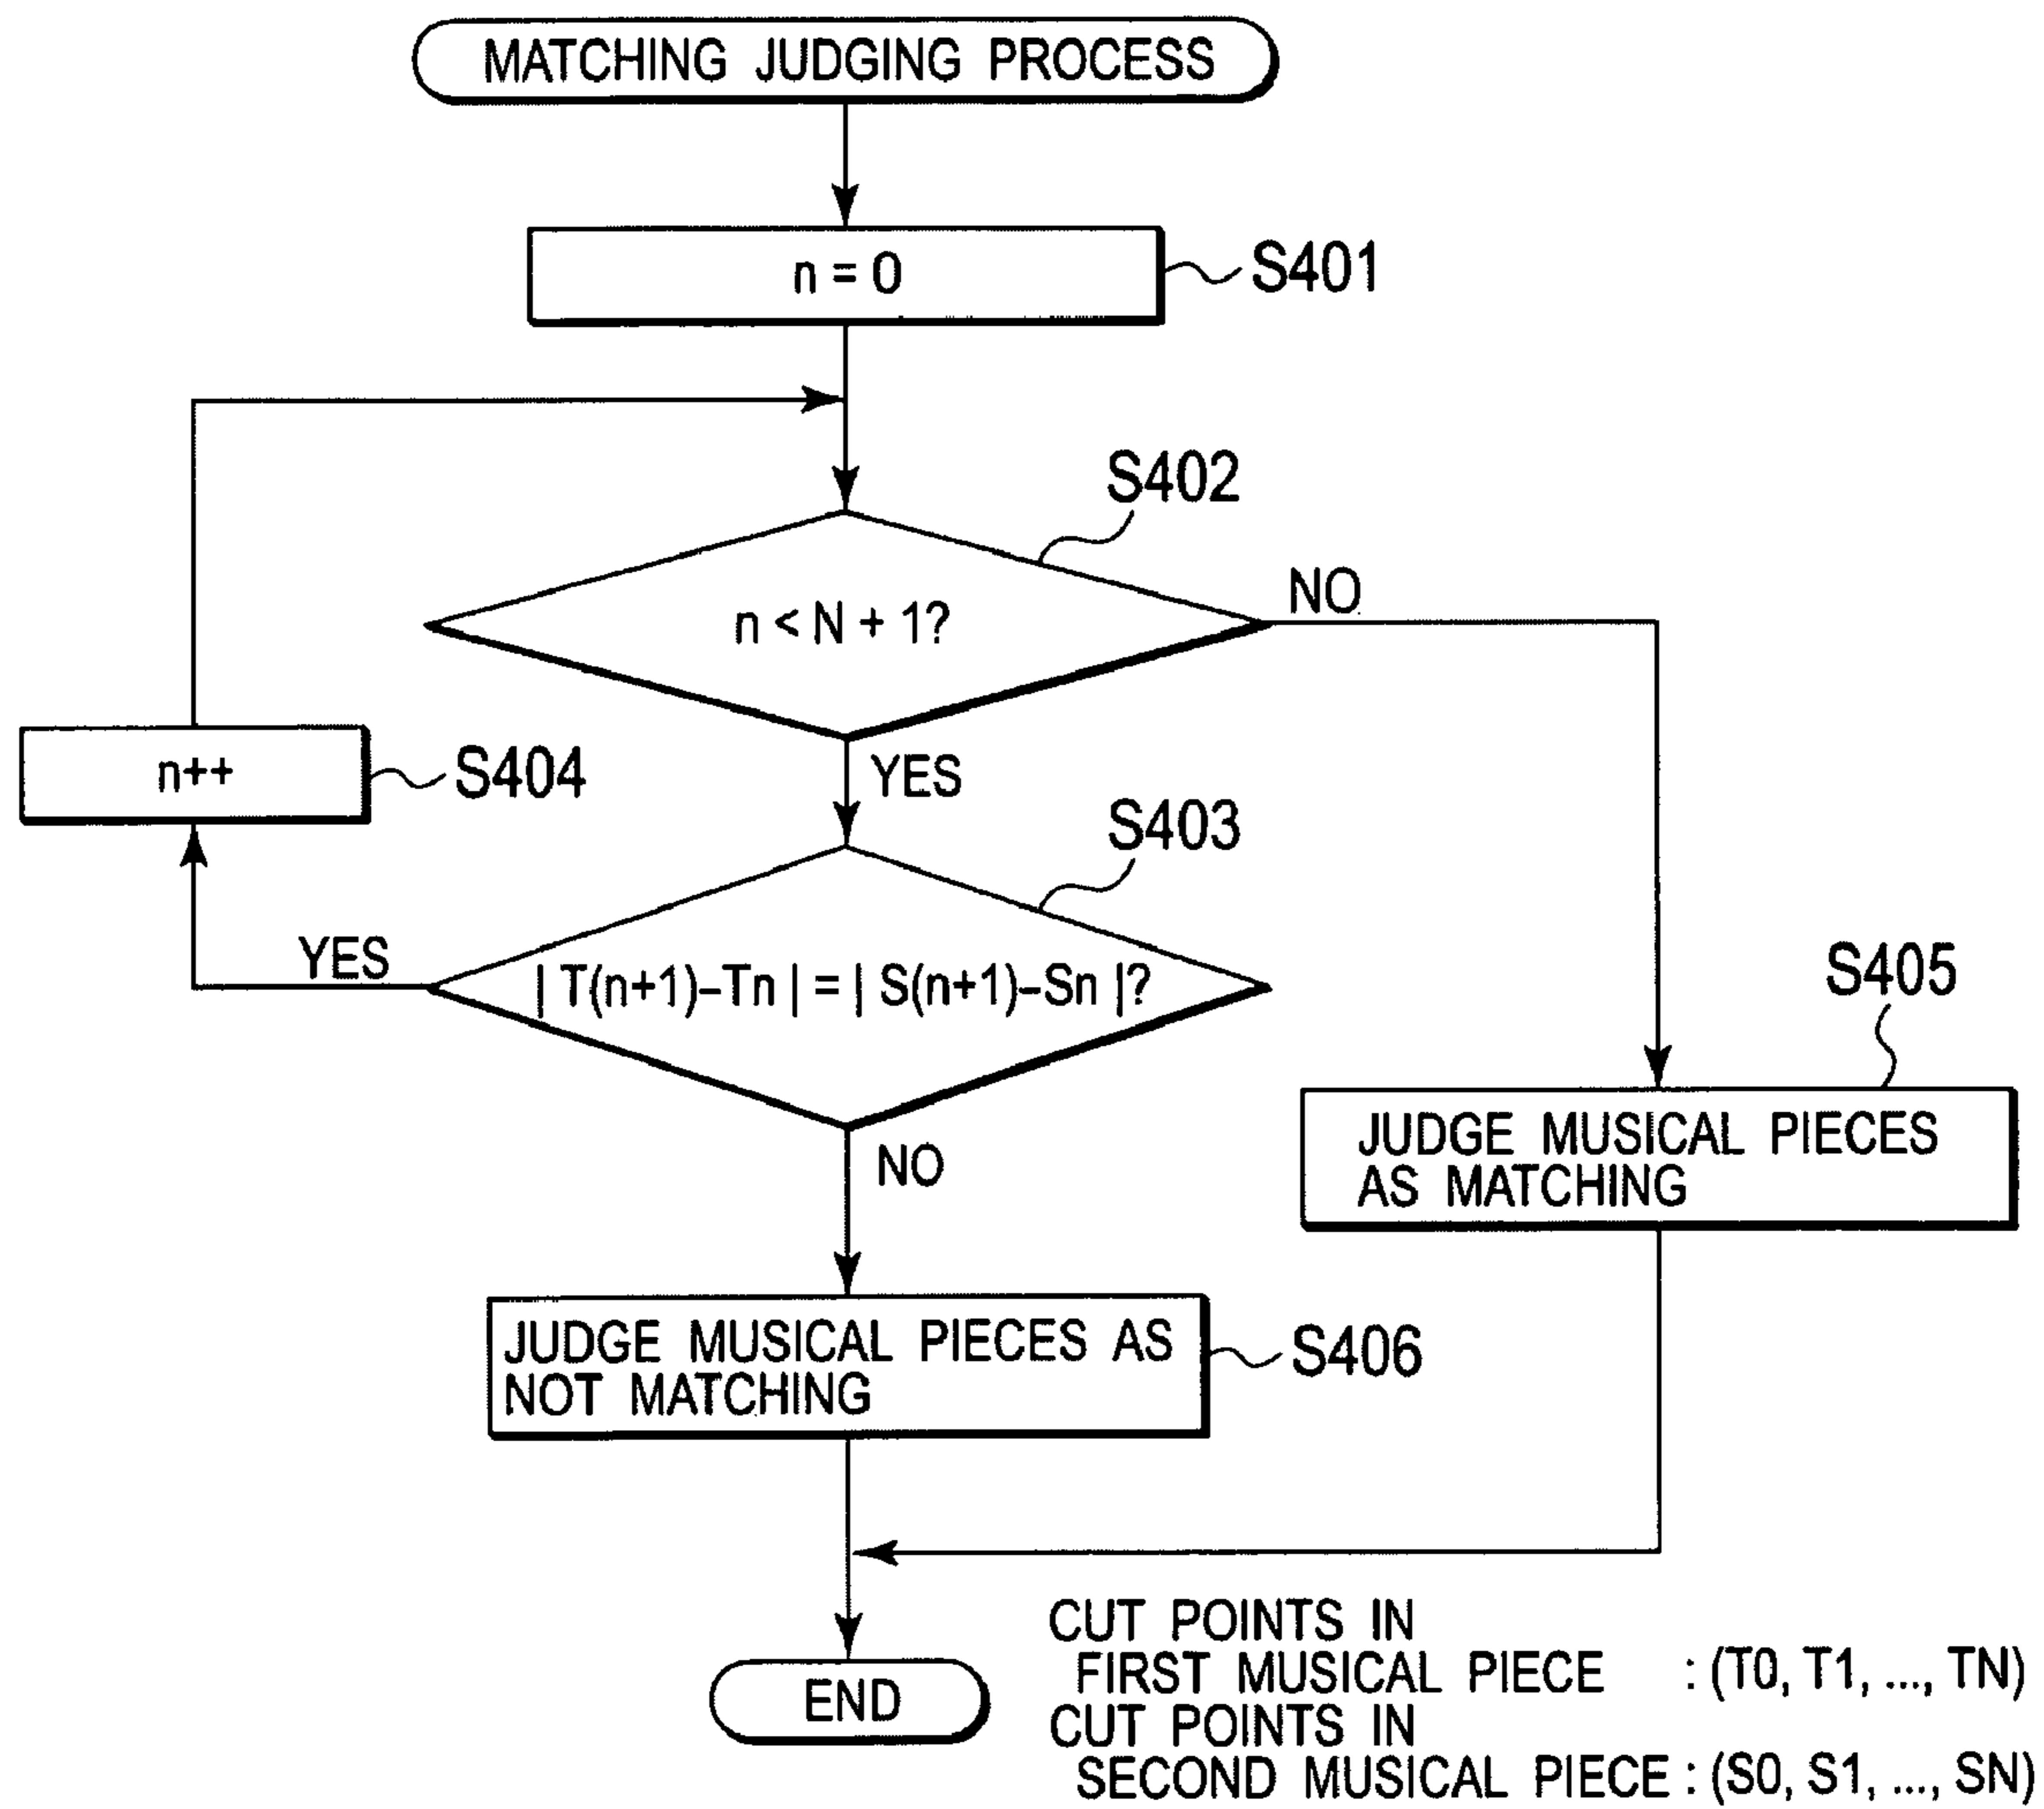 MATCHING JUDGING PROCESS
n = 0
S401
S402
n < N + 1?
NO
n++
S404
YES
S403
YES
| T(n+1)–Tn | = | S(n+1)–Sn |?
S405
NO
JUDGE MUSICAL PIECES
AS MATCHING
JUDGE MUSICAL PIECES AS
NOT MATCHING
S406
CUT POINTS IN
FIRST MUSICAL PIECE : (T0, T1, ..., TN)
CUT POINTS IN
SECOND MUSICAL PIECE : (S0, S1, ..., SN)
END